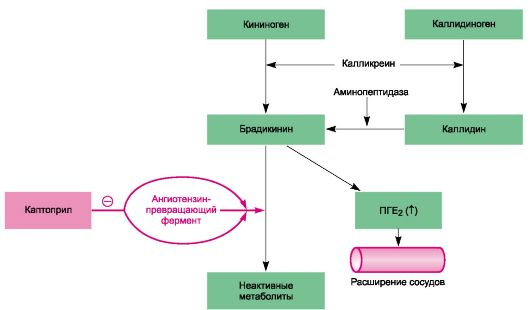 Кининоген
Каллидиноген
Калликреин
Аминопептидаза
Брадикинин
Каллидин
Каптоприл
⊖
Ангиотензин-
превращающий
фермент
ПГЕ₂ (↑)
Неактивные
метаболиты
Расширение сосудов